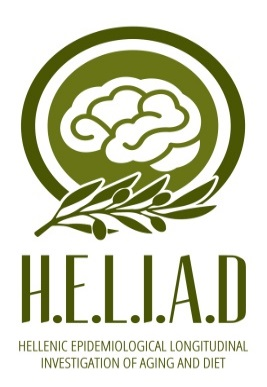 H.E.L.I.A.D
HELLENIC EPIDEMIOLOGICAL LONGITUDINAL
INVESTIGATION OF AGING AND DIET